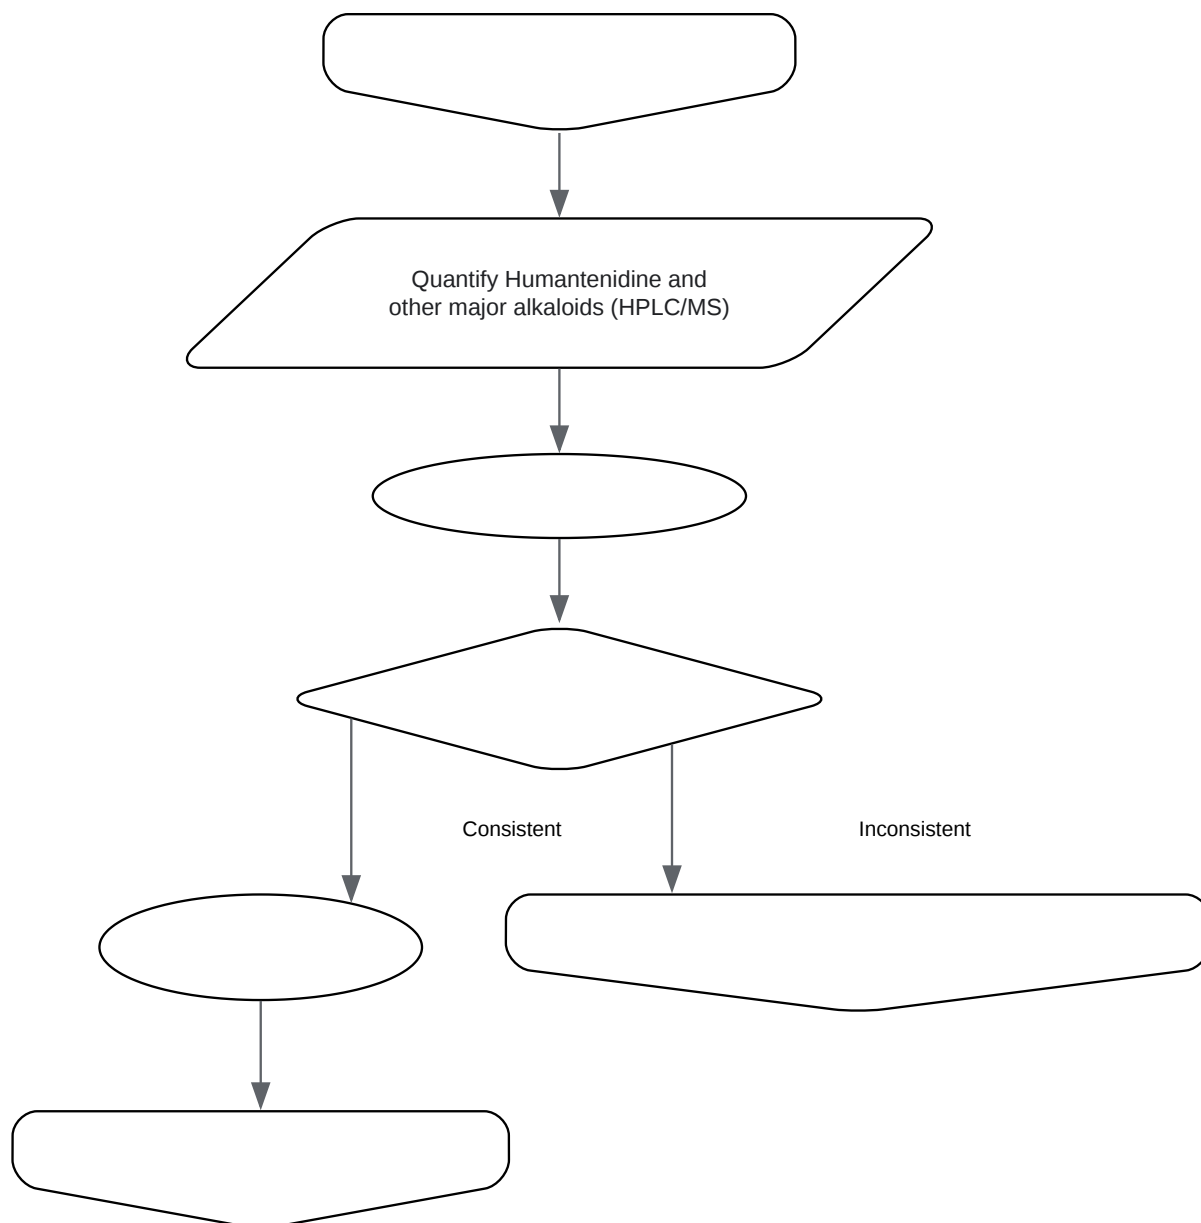 Quantify Humantenidine and
other major alkaloids (HPLC/MS)
Consistent
Inconsistent